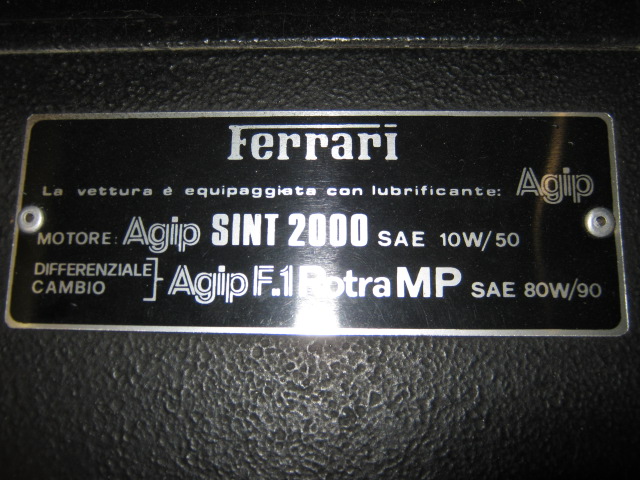 Ferrari
La vettura è equipaggiata con lubrificante: Agip
MOTORE: Agip SINT 2000 SAE 10W/50
DIFFERENZIALE
CAMBIO
Agip F.1 Rotra MP SAE 80W/90